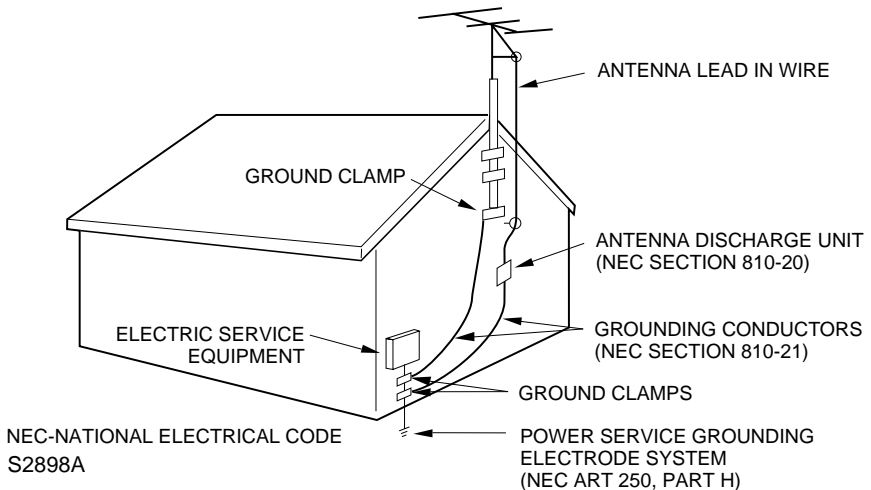 ANTENNA LEAD IN WIRE
GROUND CLAMP
ANTENNA DISCHARGE UNIT
(NEC SECTION 810-20)
ELECTRIC SERVICE
EQUIPMENT
GROUNDING CONDUCTORS
(NEC SECTION 810-21)
GROUND CLAMPS
NEC-NATIONAL ELECTRICAL CODE
S2898A
POWER SERVICE GROUNDING
ELECTRODE SYSTEM
(NEC ART 250, PART H)